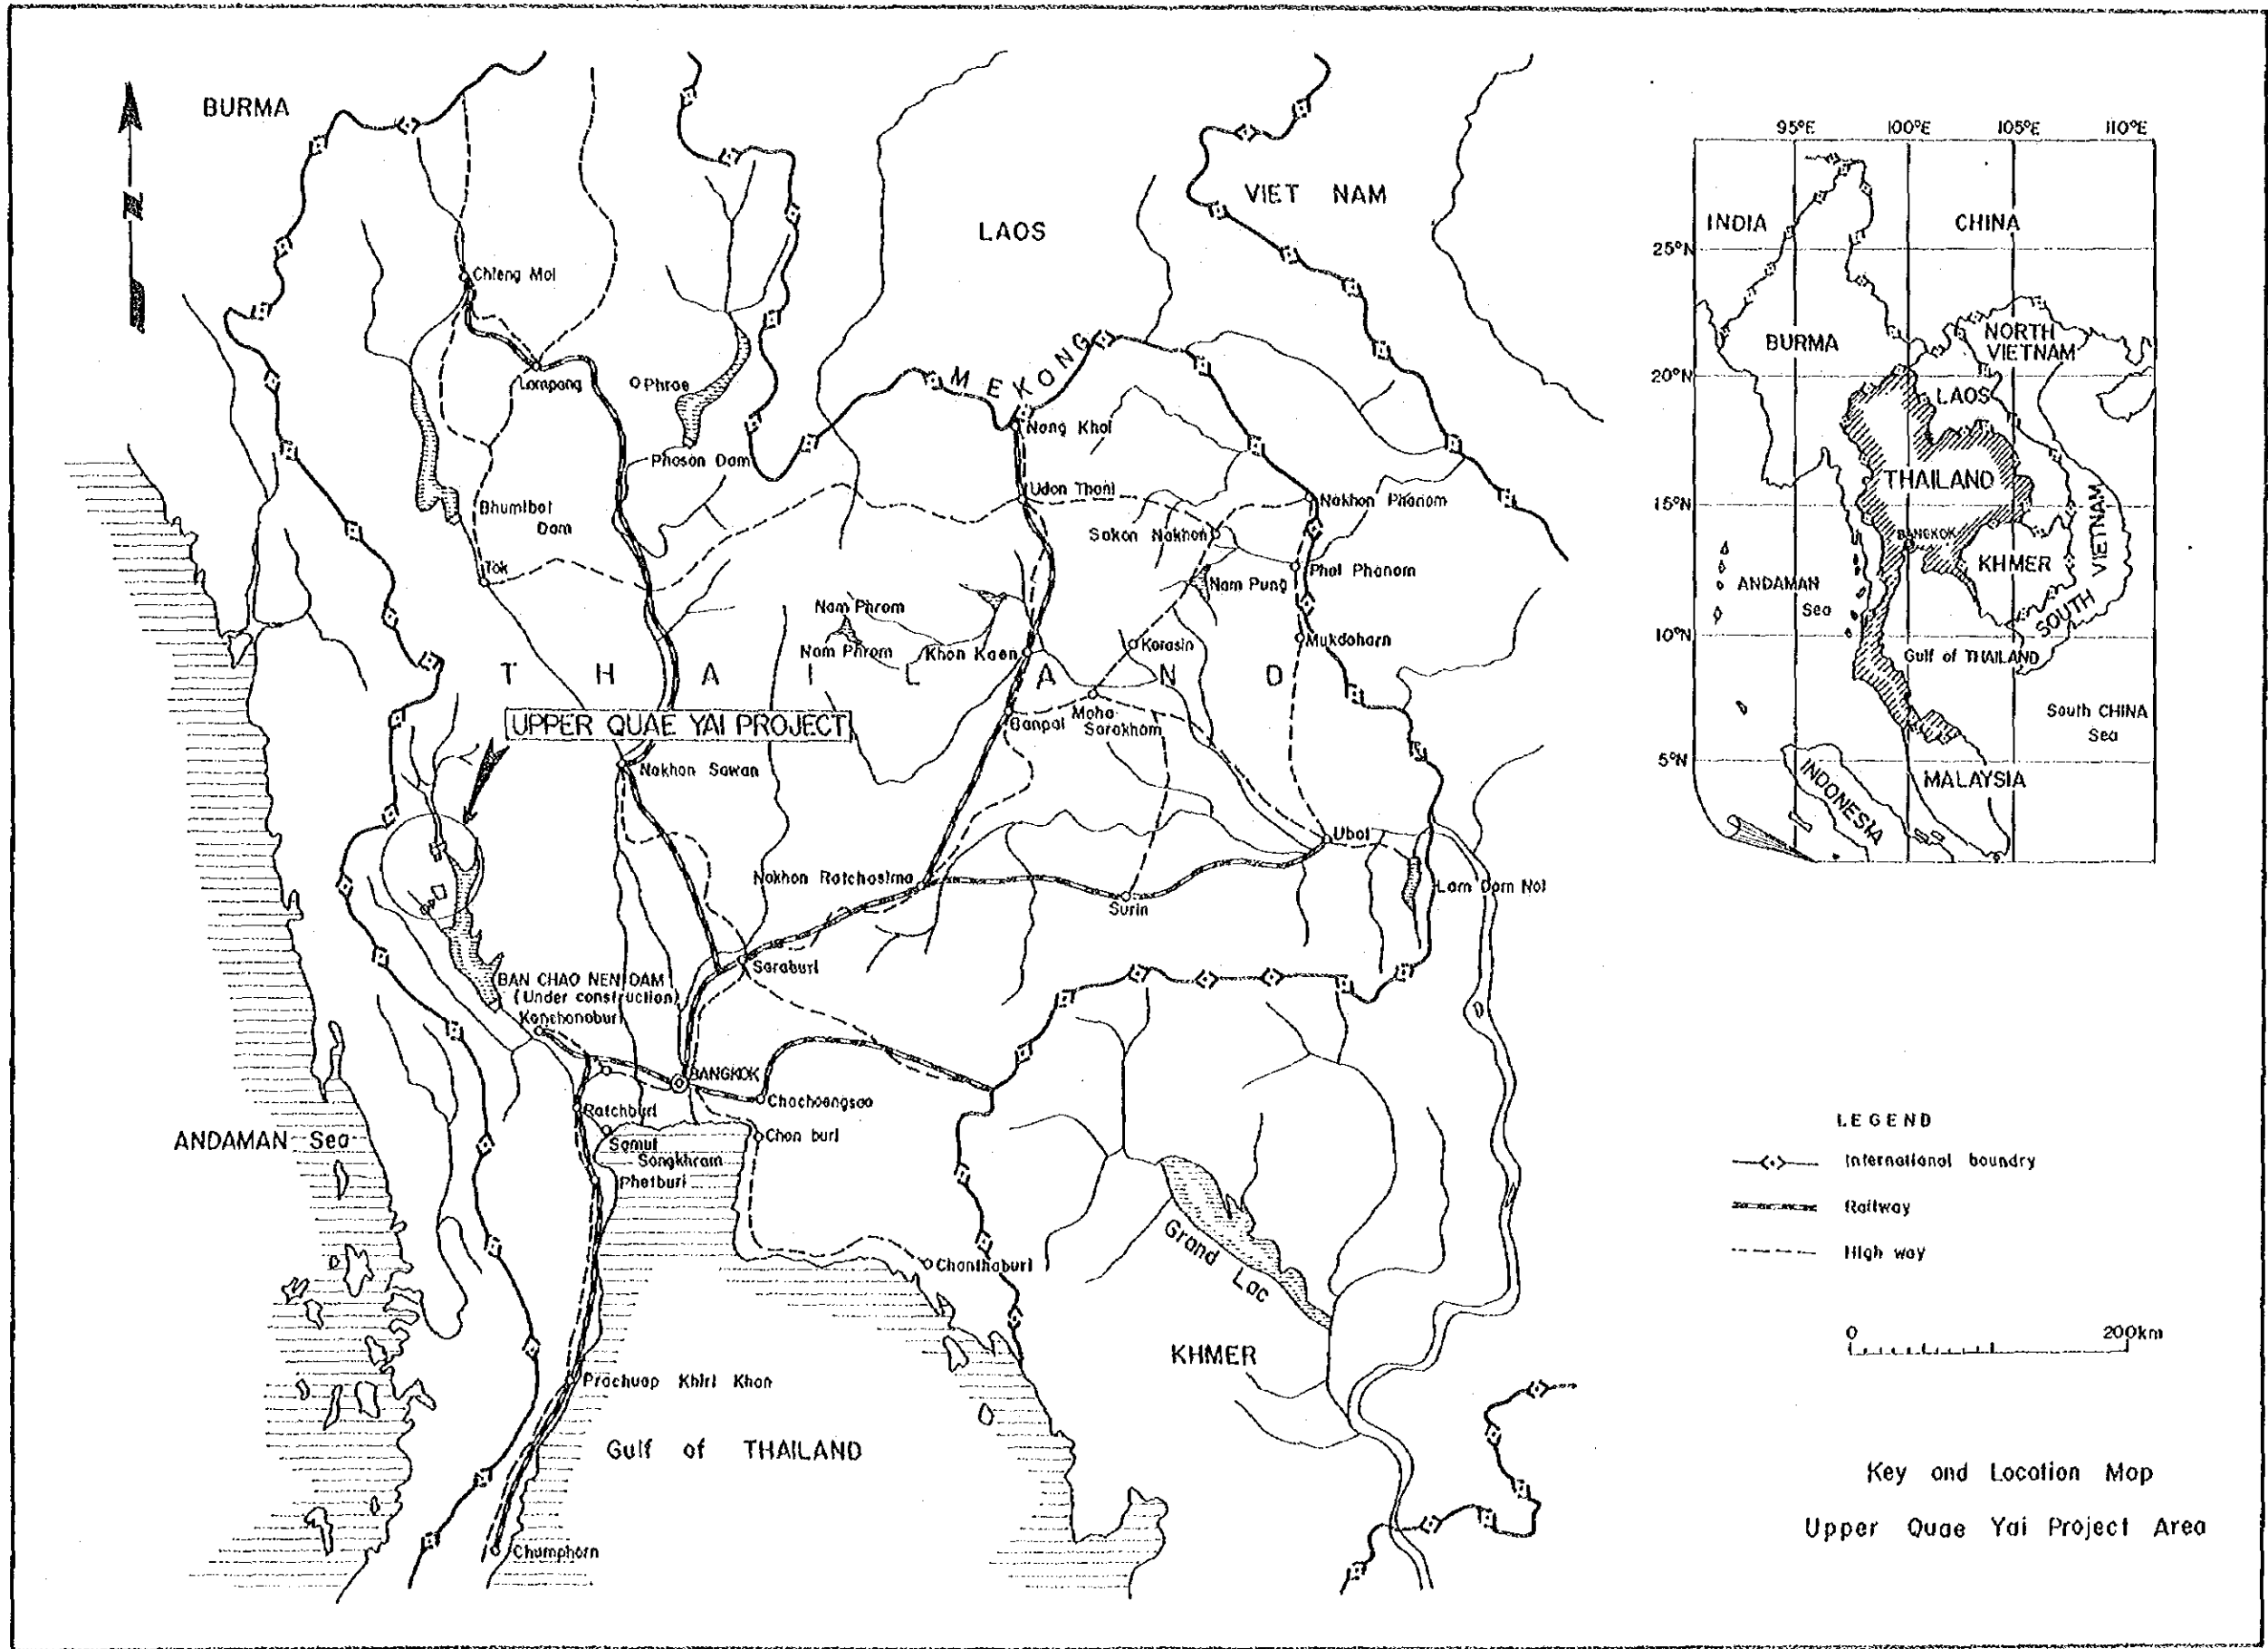 BURMA
N
LAOS
VIET NAM
Chieng Mai
Lampang
Phrae
MEKONG
Nong Khai
Phason Dam
Bhumibol
Dam
Udon Thani
Nakhon Phanom
Sakon Nakhon
Tak
Nam Pung
That Phanom
Nam Phrom
Nam Phrom
Khon Kaen
Karasin
Mukdaharn
THAILAND
UPPER QUAE YAI PROJECT
Banpai
Maha
Sarakham
Nakhon Sawan
Ubol
Nakhon Ratchasima
Surin
Lam Dom Noi
Saraburi
BAN CHAO NEN DAM
(Under construction)
Kanchanaburi
BANGKOK
Chachoengsao
Ratchburi
Chon buri
Samut
Songkhram
Phetburi
ANDAMAN Sea
Chanthaburi
Grand Lac
KHMER
Prachuap Khiri Khan
Gulf of THAILAND
Chumphorn
95°E 100°E 105°E 110°E
INDIA
CHINA
25°N
BURMA
NORTH
VIETNAM
20°N
LAOS
THAILAND
15°N
BANGKOK
KHMER
SOUTH VIETNAM
ANDAMAN
Sea
10°N
Gulf of THAILAND
South CHINA
Sea
5°N
INDONESIA
MALAYSIA
LEGEND
International boundry
Railway
High way
0 200km
Key and Location Map
Upper Quae Yai Project Area